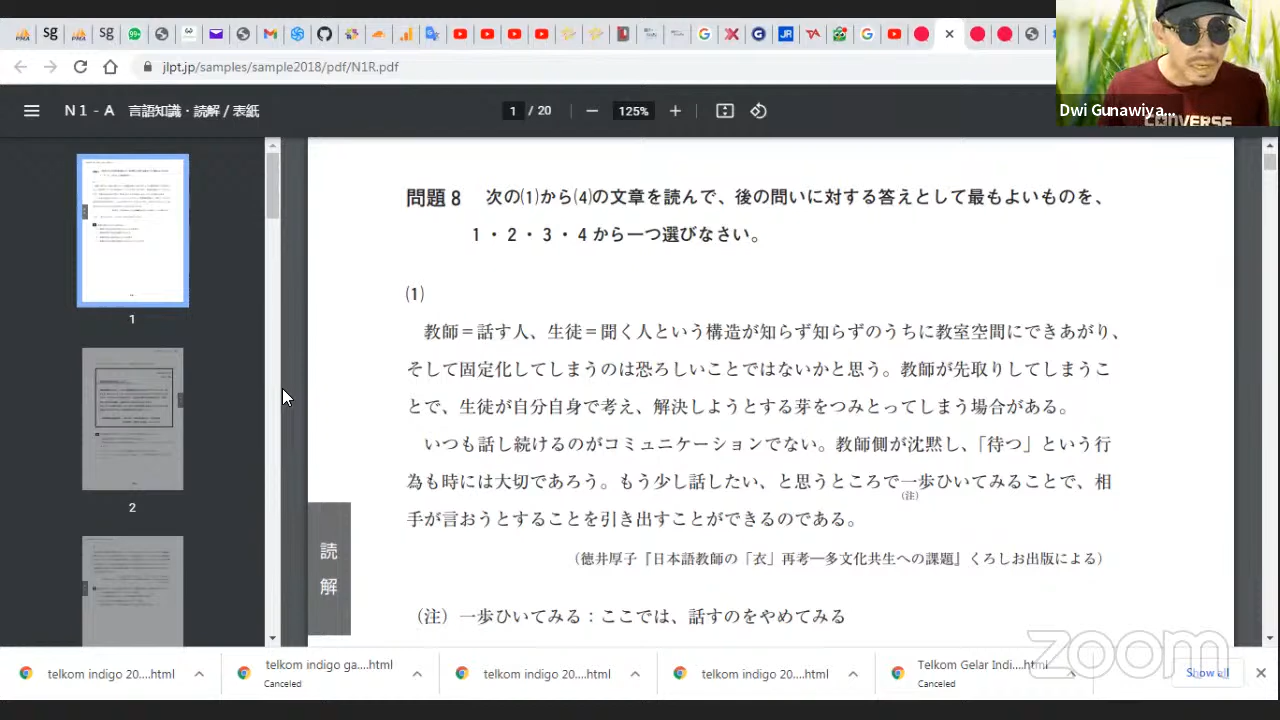 jlpt.jp/samples/sample2018/pdf/N1R.pdf
N1-A 言語知識・読解 / 表紙
1 / 20
125%
Dwi Gunawiya...
CONVERSE
1
2
問題8 次の(1)から(4)の文章を読んで、後の問いに対する答えとして最もよいものを、
1・2・3・4から一つ選びなさい。
(1)
教師=話す人、生徒=聞く人という構造が知らず知らずのうちに教室空間にできあがり、
そして固定化してしまうのは恐ろしいことではないかと思う。教師が先取りしてしまうこ
とで、生徒が自分自身で考え、解決しようとする芽をつみとってしまう場合がある。
いつも話し続けるのがコミュニケーションでない。教師側が沈黙し、「待つ」という行
為も時には大切であろう。もう少し話したい、と思うところで一歩ひいてみることで、相
(注)
手が言おうとすることを引き出すことができるのである。
(徳井厚子『日本語教師の「衣」再考―多文化共生への課題』くろしお出版による)
(注)一歩ひいてみる:ここでは、話すのをやめてみる
読解
zoom
telkom indigo 20....html
telkom indigo ga....html
Canceled
telkom indigo 20....html
telkom indigo 20....html
Telkom Gelar Indi....html
Canceled
Show all